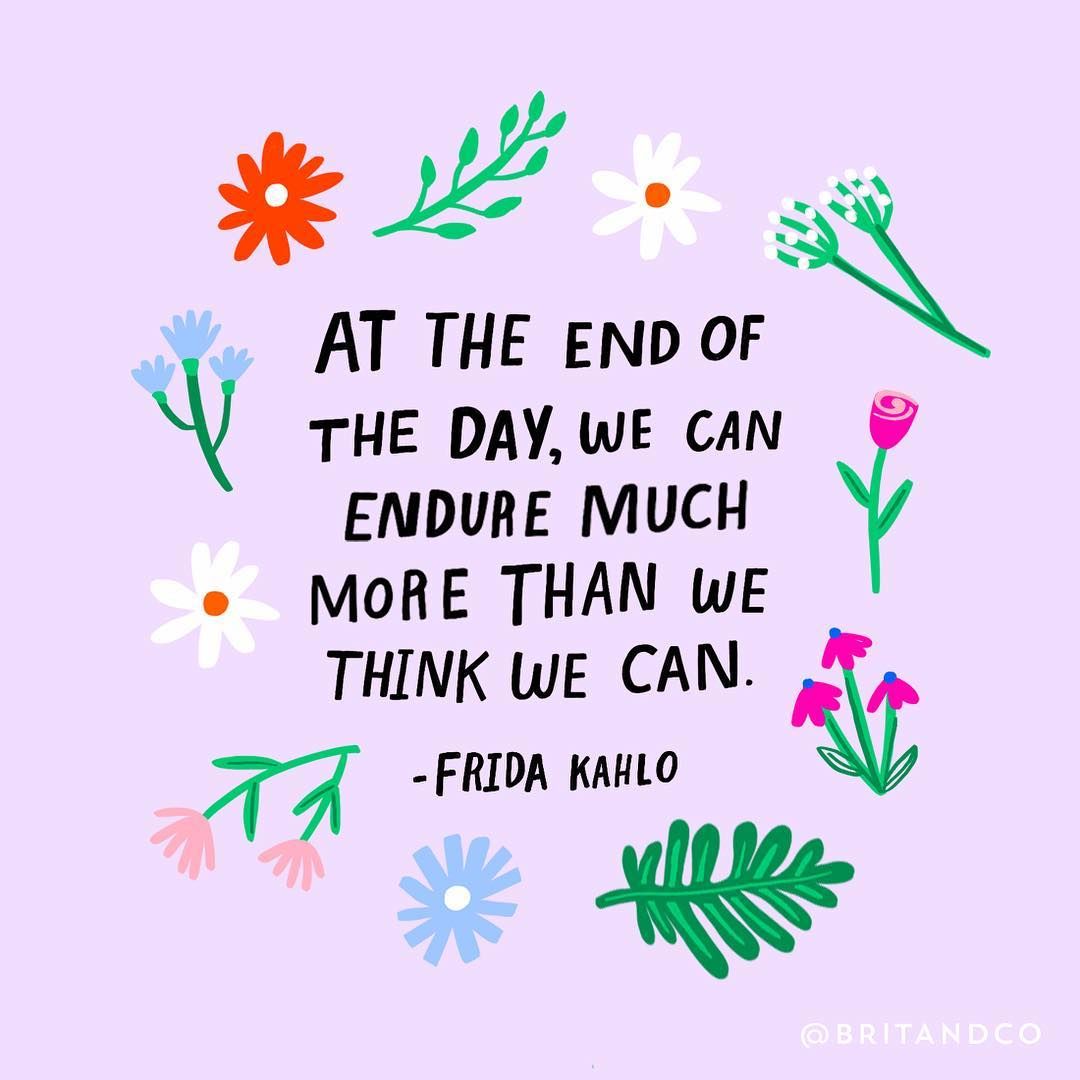 AT THE END OF
THE DAY, WE CAN
ENDURE MUCH
MORE THAN WE
THINK WE CAN.
-FRIDA KAHLO
@BRITANDCO